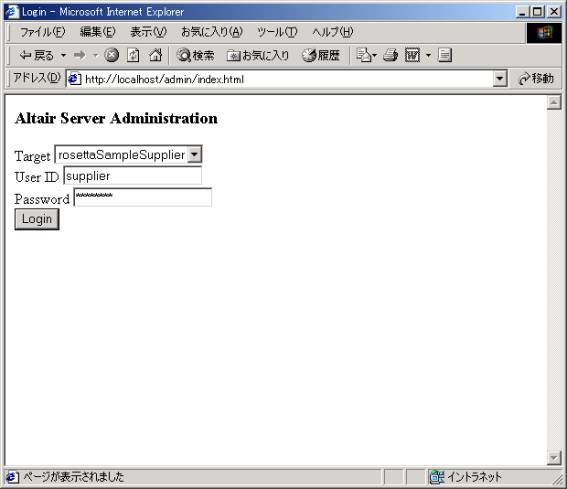 Login - Microsoft Internet Explorer
ファイル(F) 編集(E) 表示(V) お気に入り(A) ツール(T) ヘルプ(H)
戻る 検索 お気に入り 履歴
アドレス(D) http://localhost/admin/index.html 移動
Altair Server Administration
Target rosettaSampleSupplier
User ID supplier
Password ********
Login
ページが表示されました イントラネット